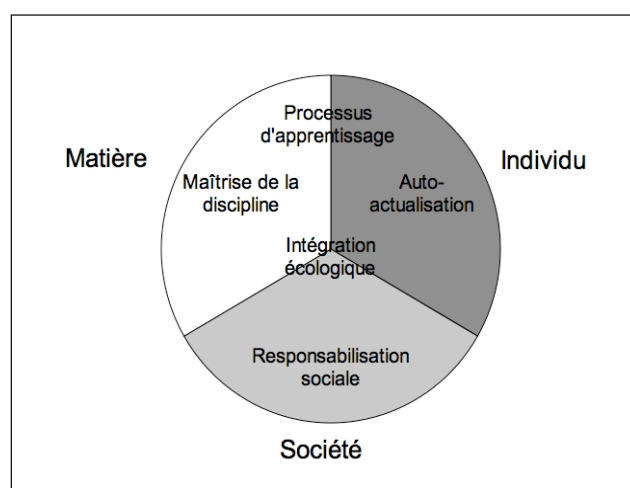 Processus
d'apprentissage
Matière
Individu
Maîtrise de la
discipline
Auto-
actualisation
Intégration
écologique
Responsabilisation
sociale
Société